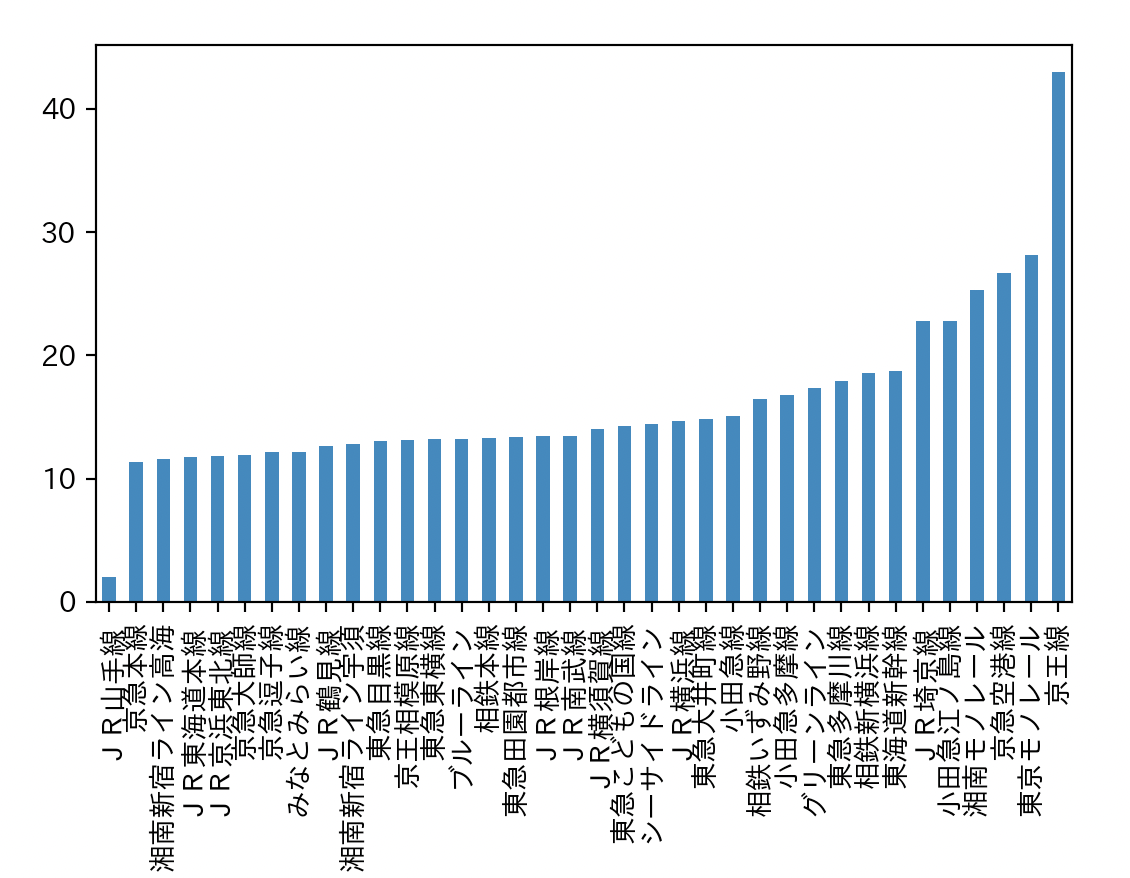 40
30
20
10
0
ＪＲ山手線
京急本線
湘南新宿ライン高海
ＪＲ東海道本線
ＪＲ京浜東北線
京急大師線
京急逗子線
みなとみらい線
ＪＲ鶴見線
湘南新宿ライン宇須
東急目黒線
京王相模原線
東急東横線
ブルーライン
相鉄本線
東急田園都市線
ＪＲ根岸線
ＪＲ南武線
ＪＲ横須賀線
東急こどもの国線
シーサイドライン
ＪＲ横浜線
東急大井町線
小田急線
相鉄いずみ野線
小田急多摩線
グリーンライン
東急多摩川線
相鉄新横浜線
東海道新幹線
ＪＲ埼京線
小田急江ノ島線
湘南モノレール
京急空港線
東京モノレール
京王線